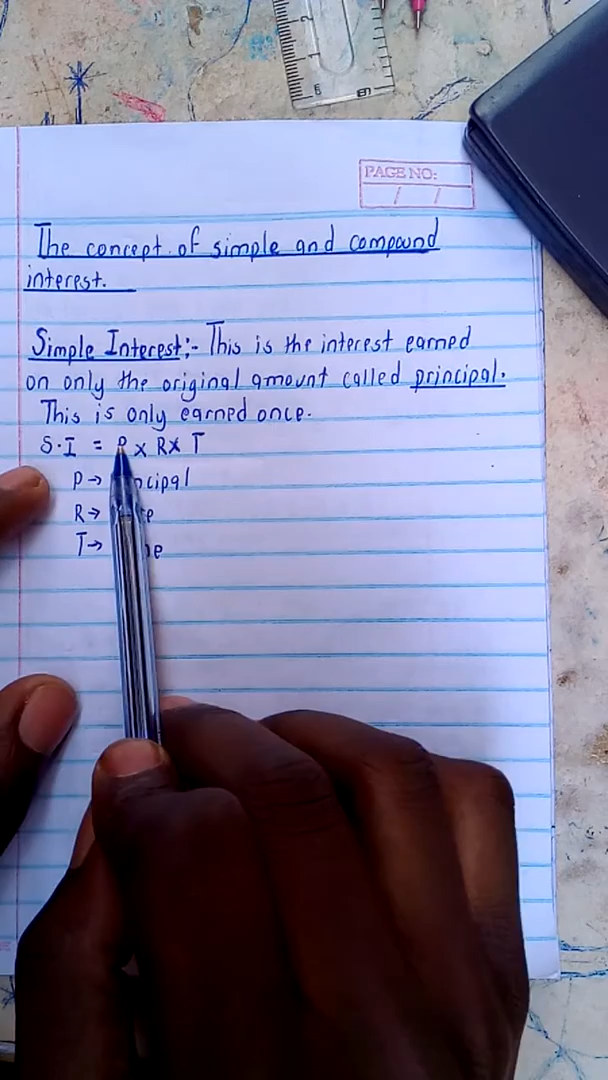 PAGE NO:
/ /
The concept of simple and compound
interest.
Simple Interest:- This is the interest earned
on only the original amount called principal.
This is only earned once.
S.I = P x R x T
P→
R→
T→